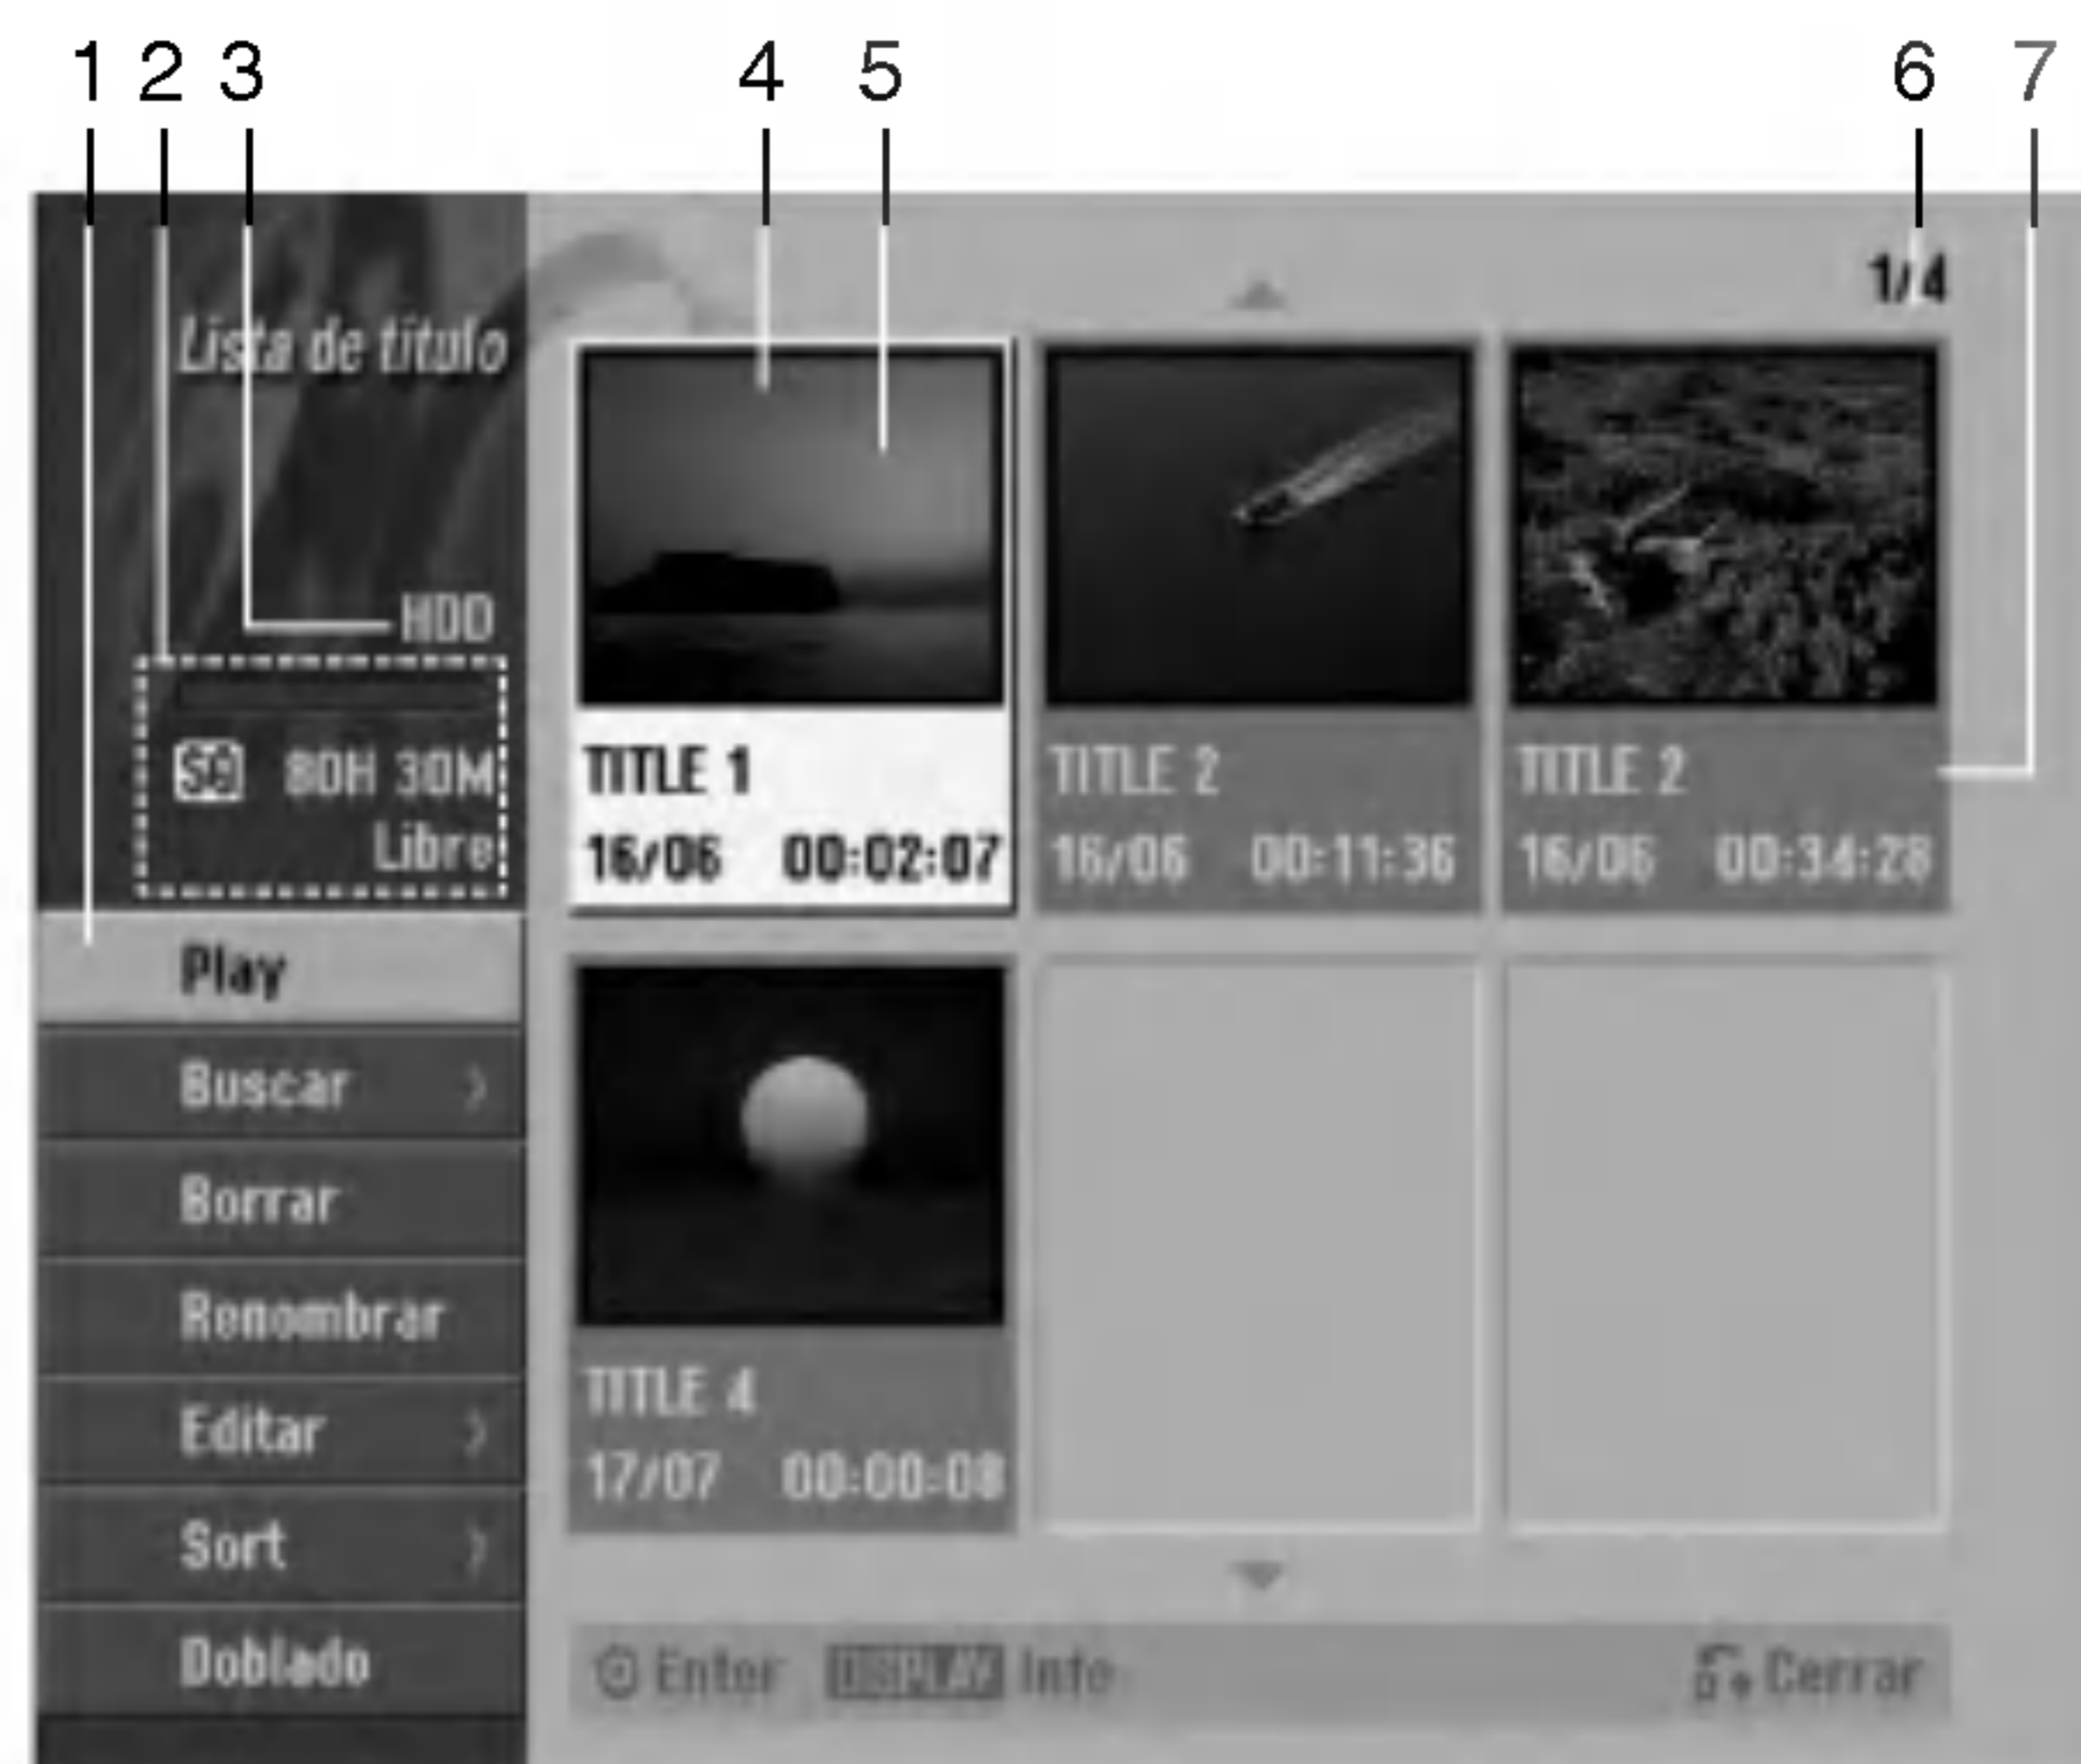 1 2 3 4 5 6 7
1/4
Lista de título
HDD
SQ 80H 30M
Libre
Play
Buscar
Borrar
Renombrar
Editar
Sort
Doblado
TITLE 1
16/06 00:02:07
TITLE 2
16/06 00:11:36
TITLE 2
16/06 00:34:28
TITLE 4
17/07 00:00:08
Enter DISPLAY Info Cerrar